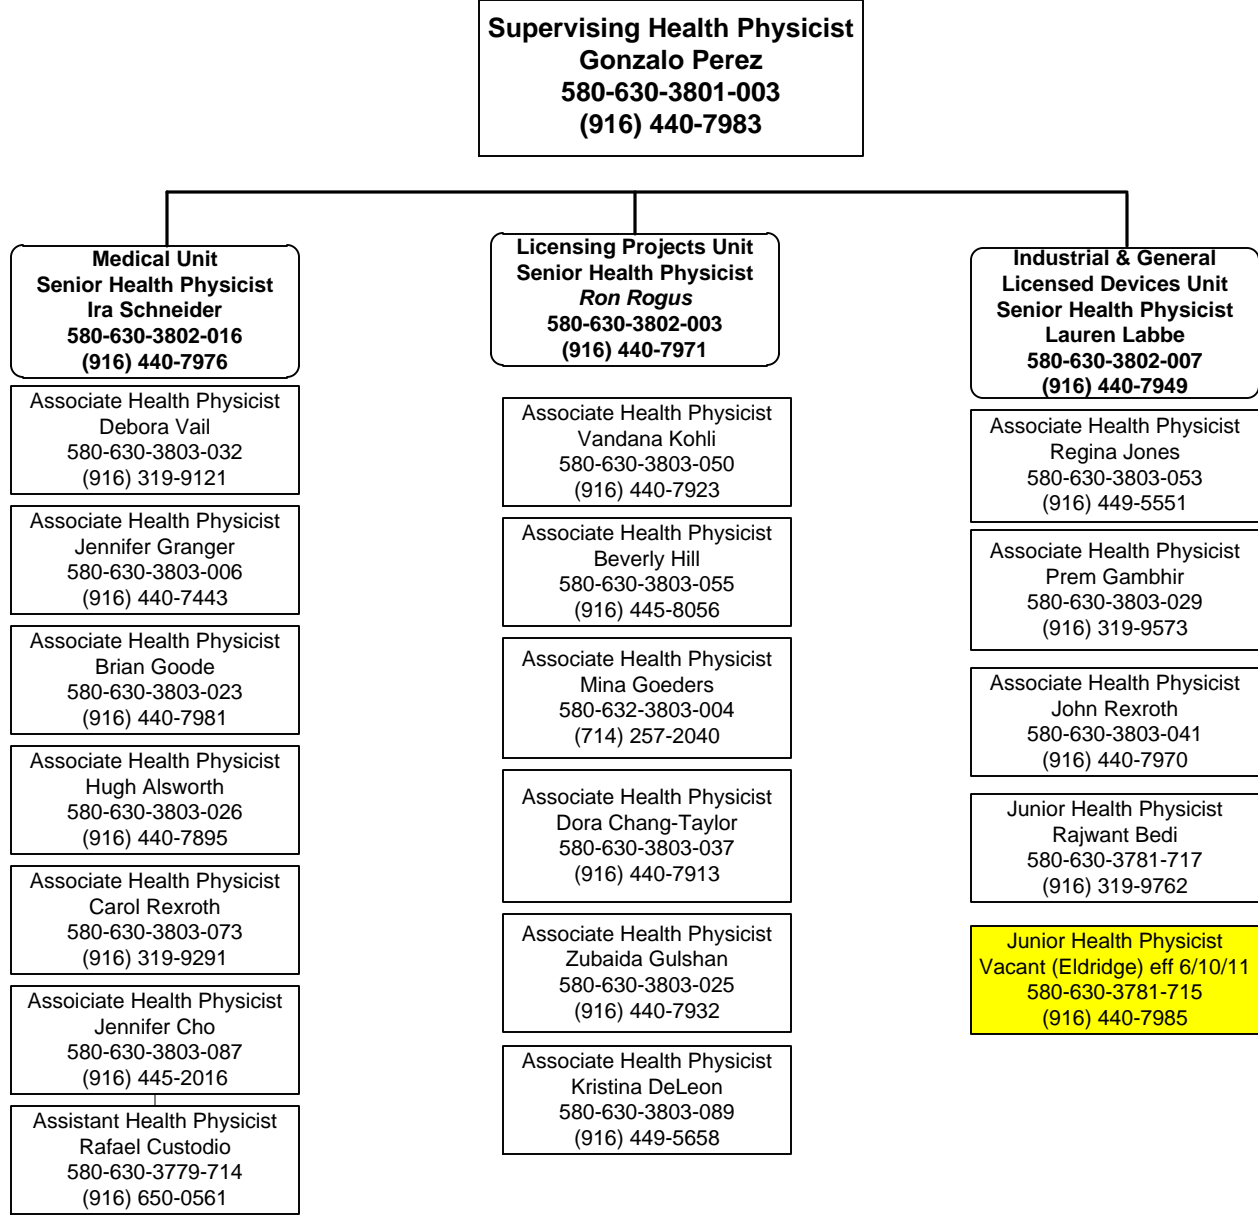 Supervising Health Physicist
Gonzalo Perez
580-630-3801-003
(916) 440-7983
Medical Unit
Senior Health Physicist
Ira Schneider
580-630-3802-016
(916) 440-7976
Associate Health Physicist
Debora Vail
580-630-3803-032
(916) 319-9121
Associate Health Physicist
Jennifer Granger
580-630-3803-006
(916) 440-7443
Associate Health Physicist
Brian Goode
580-630-3803-023
(916) 440-7981
Associate Health Physicist
Hugh Alsworth
580-630-3803-026
(916) 440-7895
Associate Health Physicist
Carol Rexroth
580-630-3803-073
(916) 319-9291
Assoiciate Health Physicist
Jennifer Cho
580-630-3803-087
(916) 445-2016
Assistant Health Physicist
Rafael Custodio
580-630-3779-714
(916) 650-0561
Licensing Projects Unit
Senior Health Physicist
Ron Rogus
580-630-3802-003
(916) 440-7971
Associate Health Physicist
Vandana Kohli
580-630-3803-050
(916) 440-7923
Associate Health Physicist
Beverly Hill
580-630-3803-055
(916) 445-8056
Associate Health Physicist
Mina Goeders
580-632-3803-004
(714) 257-2040
Associate Health Physicist
Dora Chang-Taylor
580-630-3803-037
(916) 440-7913
Associate Health Physicist
Zubaida Gulshan
580-630-3803-025
(916) 440-7932
Associate Health Physicist
Kristina DeLeon
580-630-3803-089
(916) 449-5658
Industrial & General
Licensed Devices Unit
Senior Health Physicist
Lauren Labbe
580-630-3802-007
(916) 440-7949
Associate Health Physicist
Regina Jones
580-630-3803-053
(916) 449-5551
Associate Health Physicist
Prem Gambhir
580-630-3803-029
(916) 319-9573
Associate Health Physicist
John Rexroth
580-630-3803-041
(916) 440-7970
Junior Health Physicist
Rajwant Bedi
580-630-3781-717
(916) 319-9762
Junior Health Physicist
Vacant (Eldridge) eff 6/10/11
580-630-3781-715
(916) 440-7985